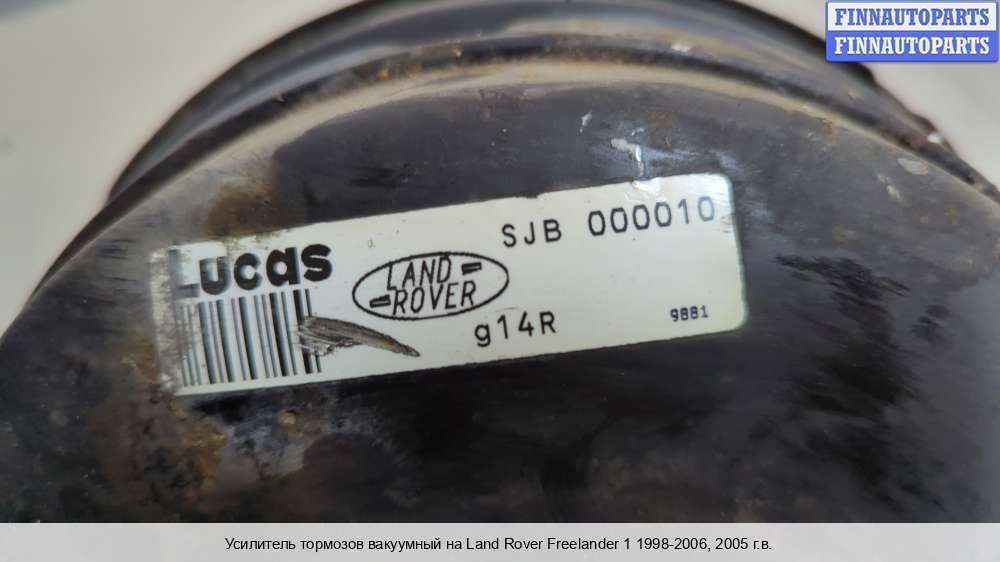 FINNAUTOPARTS
FINNAUTOPARTS
SJB 000010
Lucas
LAND
ROVER
g14R
9881
Усилитель тормозов вакуумный на Land Rover Freelander 1 1998-2006, 2005 г.в.